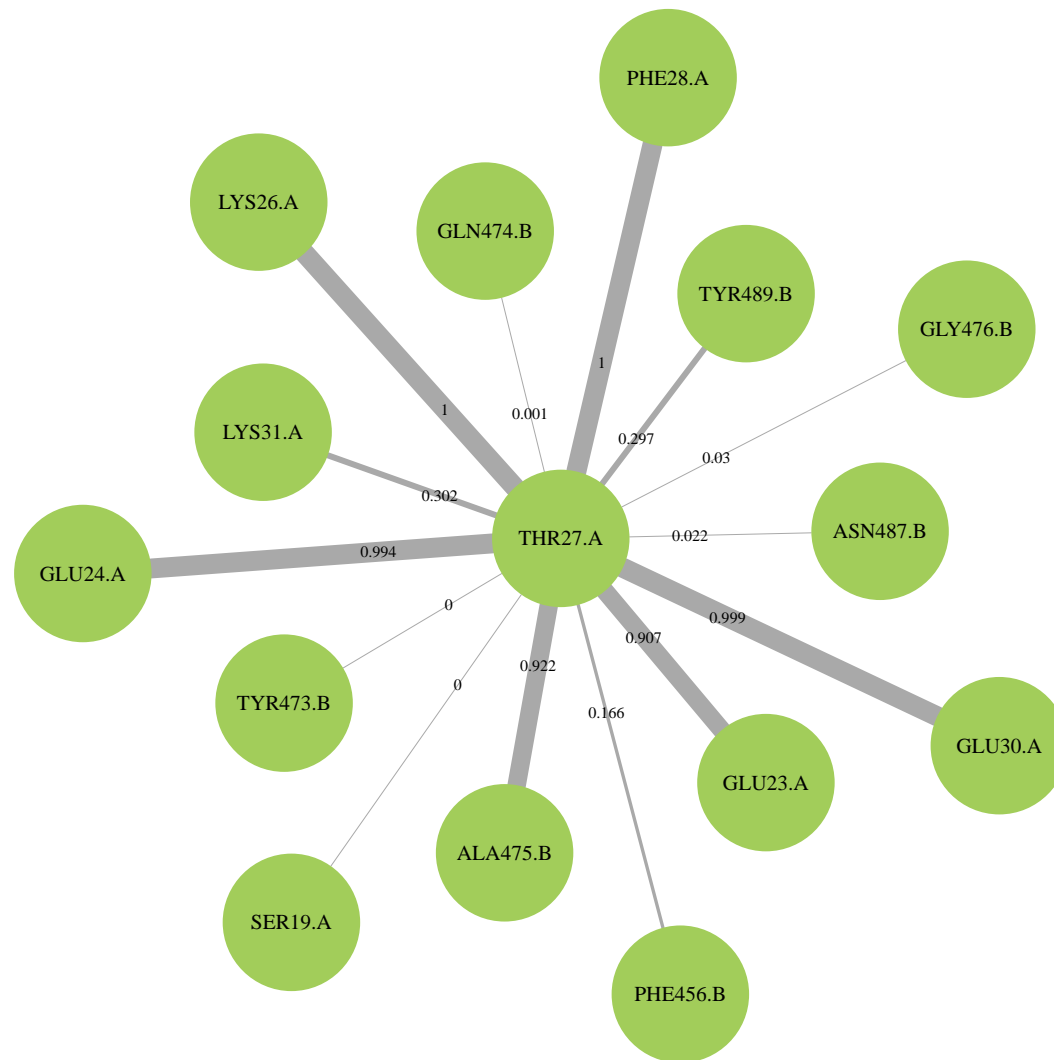 PHE28.A
LYS26.A
GLN474.B
TYR489.B
GLY476.B
1
0.001
1
LYS31.A
0.297
0.03
0.302
ASN487.B
0.022
THR27.A
0.994
GLU24.A
0
0.999
0.907
0.922
0
TYR473.B
0.166
GLU30.A
GLU23.A
ALA475.B
SER19.A
PHE456.B